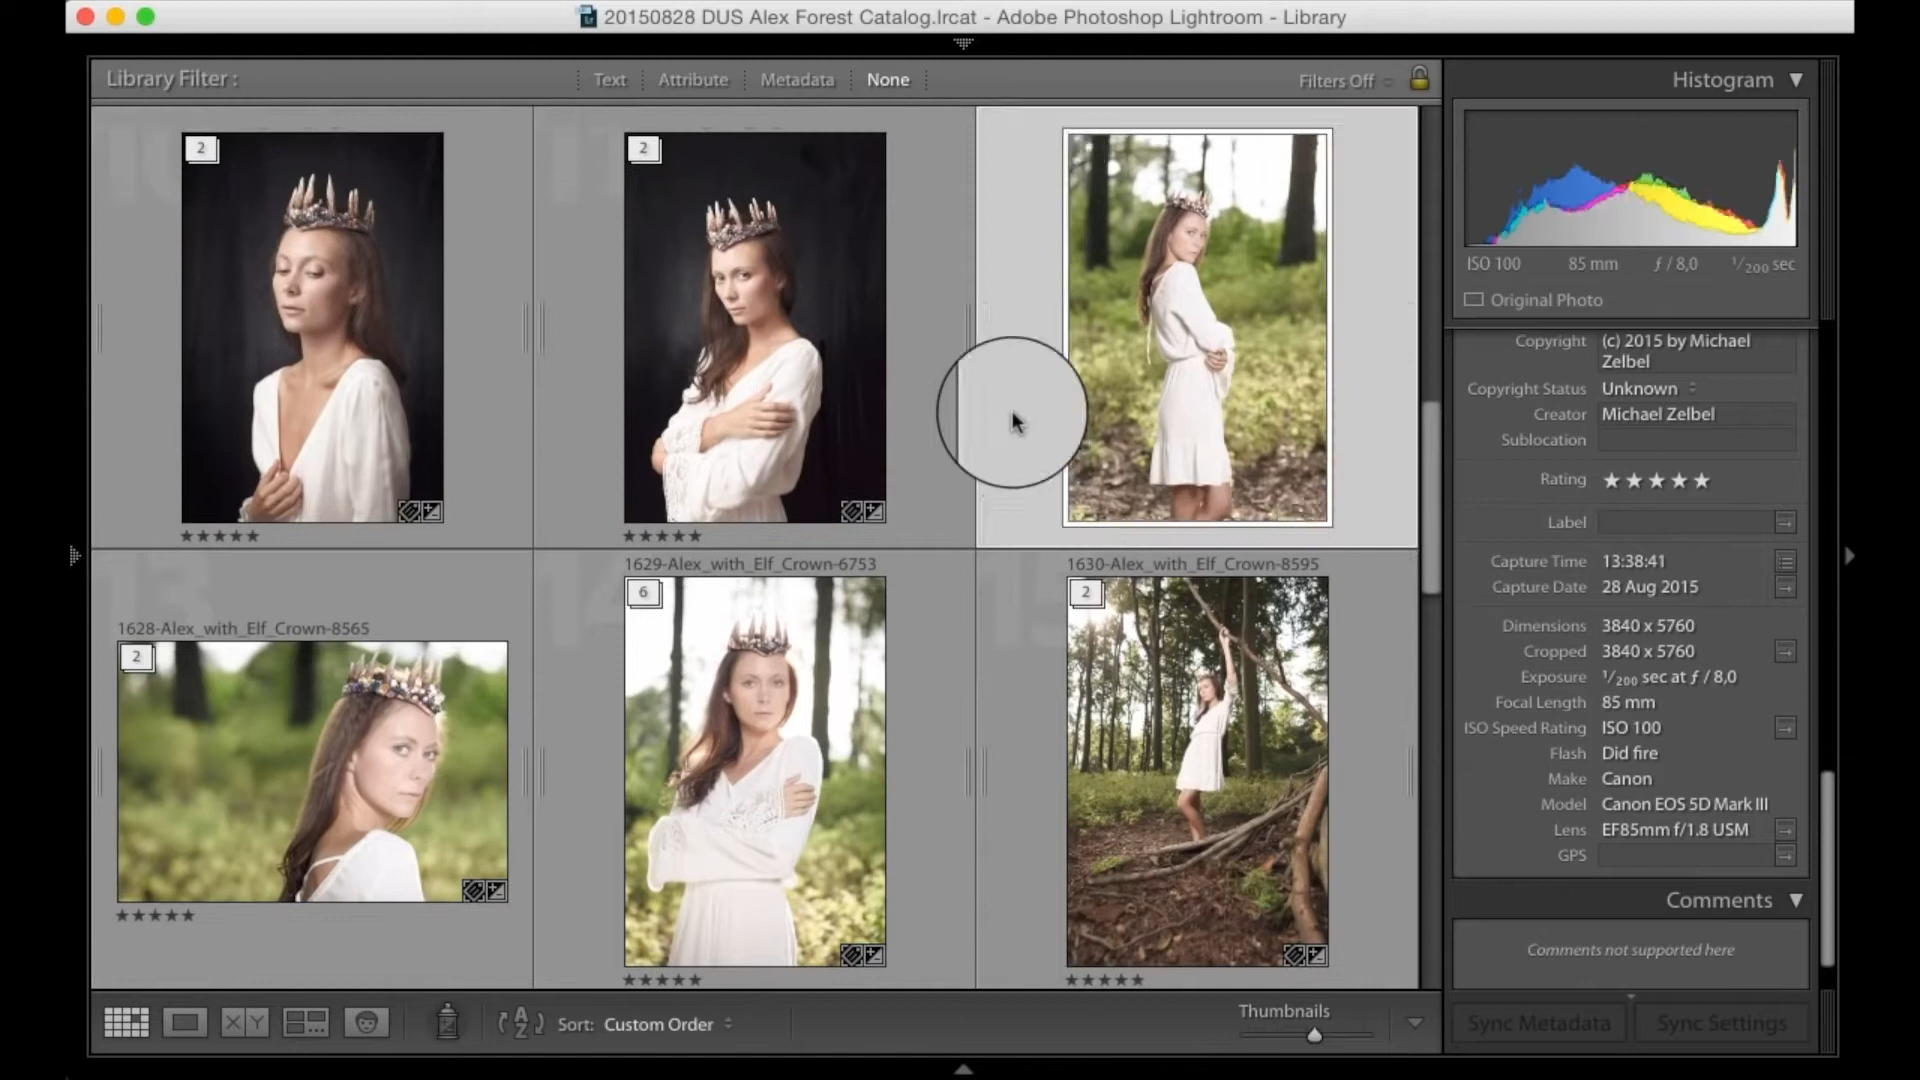 20150828 DUS Alex Forest Catalog.lrcat - Adobe Photoshop Lightroom - Library
Library Filter :
Text
Attribute
Metadata
None
Filters Off
Histogram
ISO 100
85 mm
ƒ / 8,0
1/200 sec
Original Photo
2
2
Copyright
(c) 2015 by Michael
Zelbel
Copyright Status
Unknown
Creator
Michael Zelbel
Sublocation
Rating
★★★★★
Label
★★★★★
★★★★★
Capture Time
13:38:41
Capture Date
28 Aug 2015
Dimensions
3840 x 5760
Cropped
3840 x 5760
Exposure
1/200 sec at ƒ / 8,0
Focal Length
85 mm
ISO Speed Rating
ISO 100
Flash
Did fire
Make
Canon
Model
Canon EOS 5D Mark III
Lens
EF85mm f/1.8 USM
GPS
1628-Alex_with_Elf_Crown-8565
2
★★★★★
1629-Alex_with_Elf_Crown-6753
6
★★★★★
1630-Alex_with_Elf_Crown-8595
2
★★★★★
Comments
Comments not supported here
X Y
A
Z
Sort: Custom Order
Thumbnails
Sync Metadata
Sync Settings